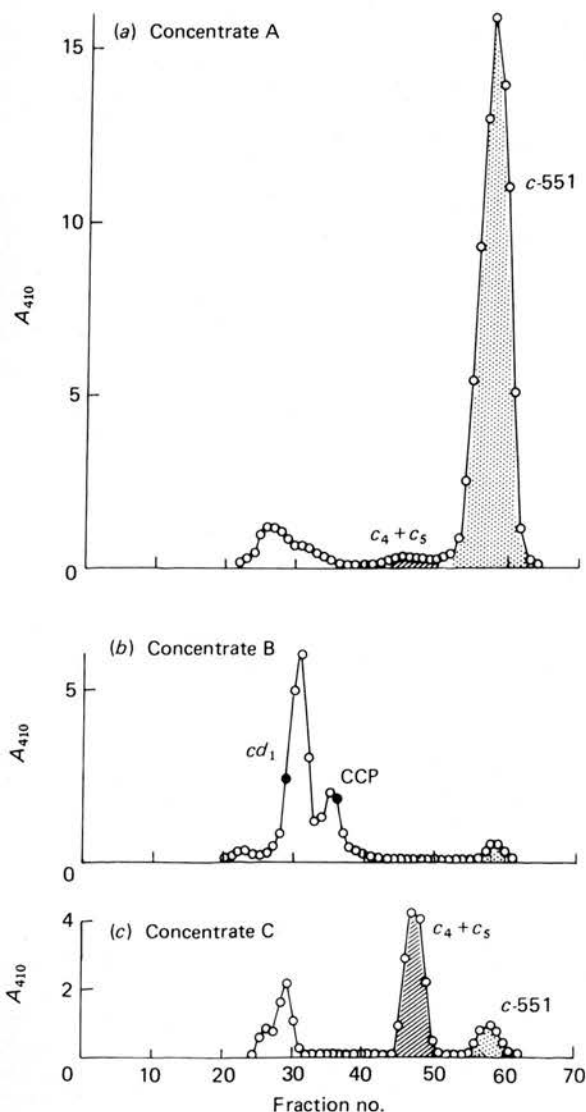 (a) Concentrate A
15
c-551
10
A₄₁₀
5
c₄ + c₅
0
(b) Concentrate B
5
A₄₁₀
cd₁
CCP
0
(c) Concentrate C
4
c₄ + c₅
A₄₁₀
2
c-551
0
0 10 20 30 40 50 60 70
Fraction no.